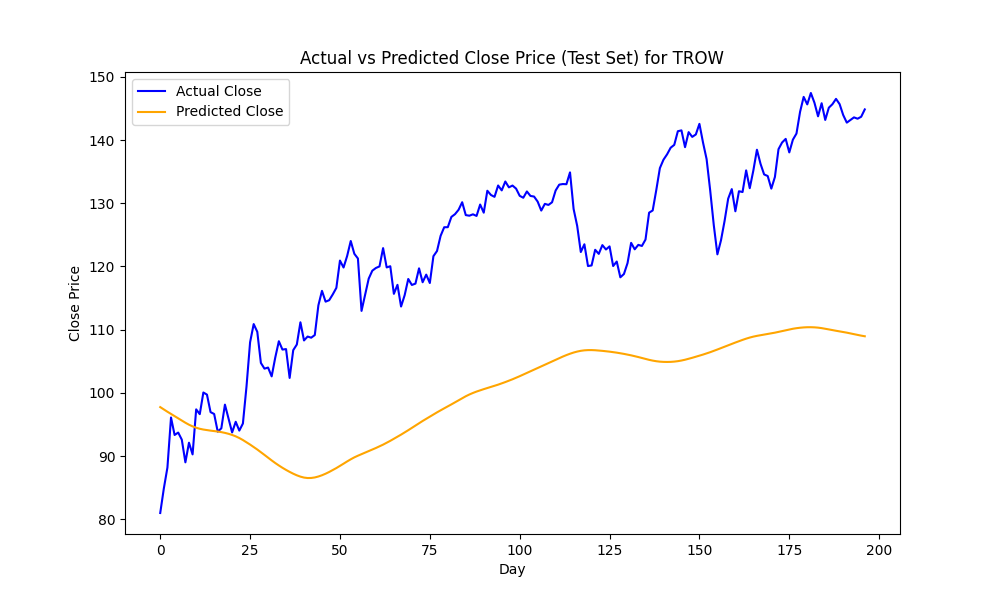 Actual vs Predicted Close Price (Test Set) for TROW
Actual Close
Predicted Close
Close Price
150
140
130
120
110
100
90
80
0 25 50 75 100 125 150 175 200
Day